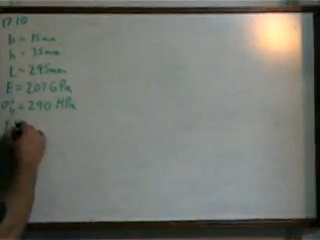 17.10
b = 15mm
h = 35mm
L = 295mm
E = 207GPa
σy = 290 MPa